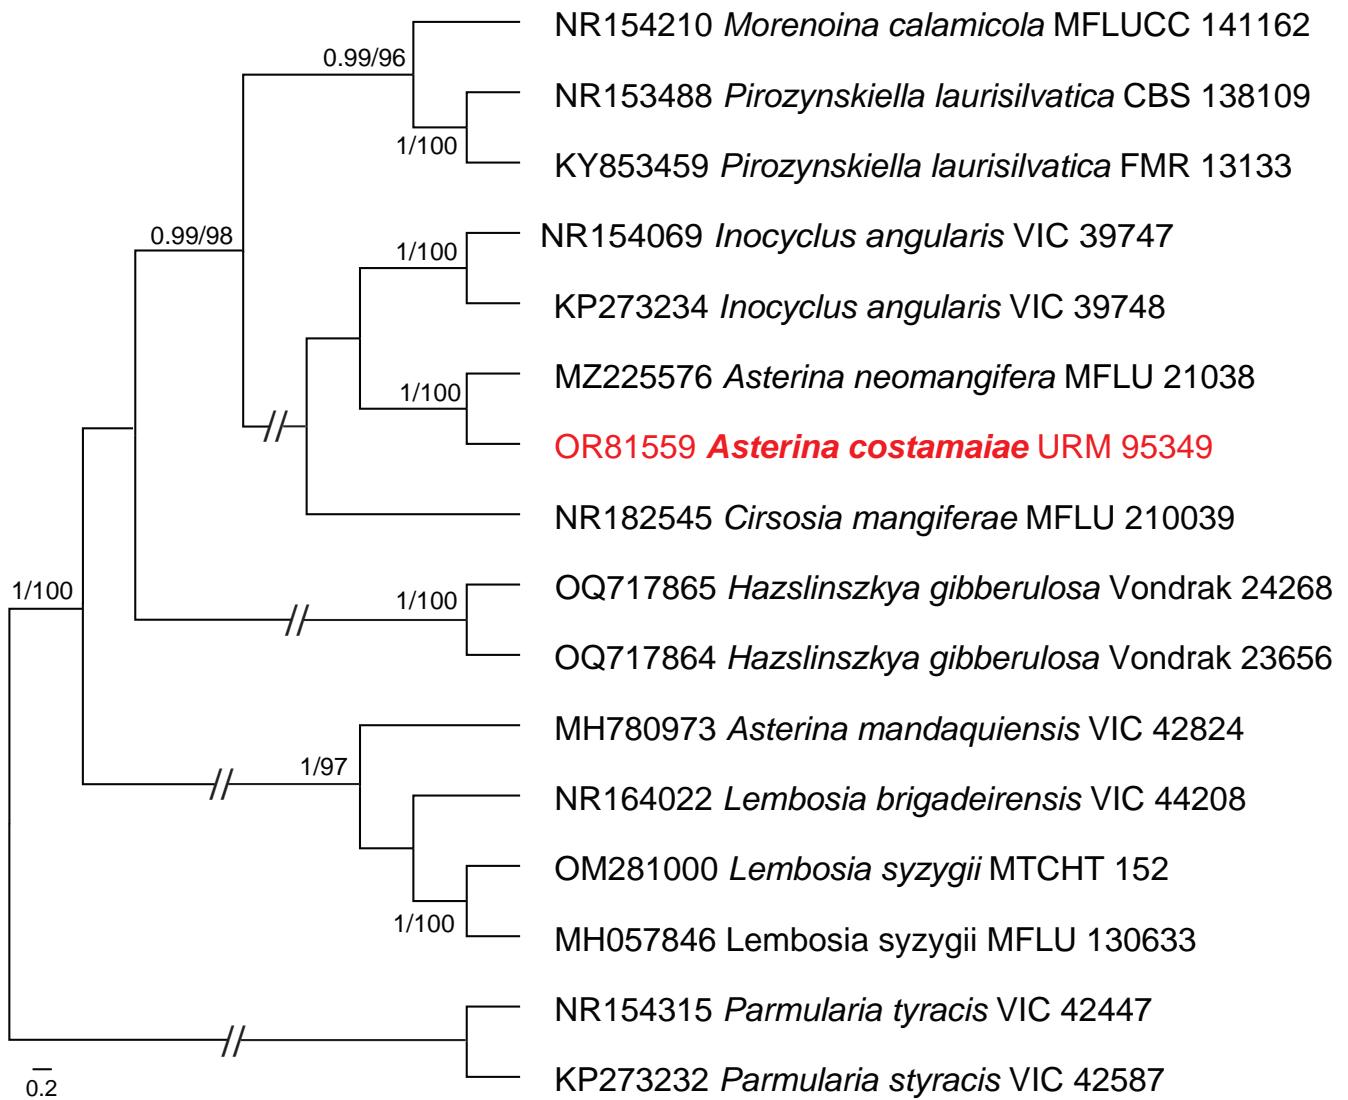 NR154210 Morenoina calamicola MFLUCC 141162
0.99/96
NR153488 Pirozynskiella laurisilvatica CBS 138109
1/100
KY853459 Pirozynskiella laurisilvatica FMR 13133
0.99/98
NR154069 Inocyclus angularis VIC 39747
1/100
KP273234 Inocyclus angularis VIC 39748
MZ225576 Asterina neomangifera MFLU 21038
1/100
OR81559 Asterina costamaiae URM 95349
NR182545 Cirsosia mangiferae MFLU 210039
1/100
OQ717865 Hazslinszkya gibberulosa Vondrak 24268
1/100
OQ717864 Hazslinszkya gibberulosa Vondrak 23656
MH780973 Asterina mandaquiensis VIC 42824
1/97
NR164022 Lembosia brigadeirensis VIC 44208
OM281000 Lembosia syzygii MTCHT 152
1/100
MH057846 Lembosia syzygii MFLU 130633
NR154315 Parmularia tyracis VIC 42447
KP273232 Parmularia styracis VIC 42587
0.2